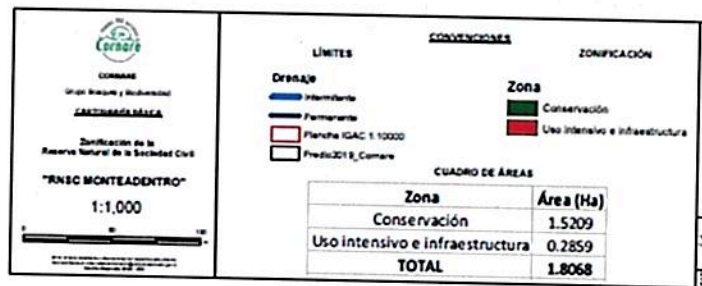 Cornare
CORNARE
Grupo Bosques y Biodiversidad
CARTOGRAFÍA BÁSICA
Zonificación de la
Reserva Natural de la Sociedad Civil
"RNSC MONTEADENTRO"
1:1,000
CONVENCIONES
LÍMITES
ZONIFICACIÓN
Drenaje
Intermitente
Permanente
Plancha IGAC 1:10000
Predio2019_Cornare
Zona
Conservación
Uso intensivo e infraestructura
CUADRO DE ÁREAS
Zona Área (Ha)
Conservación 1.5209
Uso intensivo e infraestructura 0.2859
TOTAL 1.8068